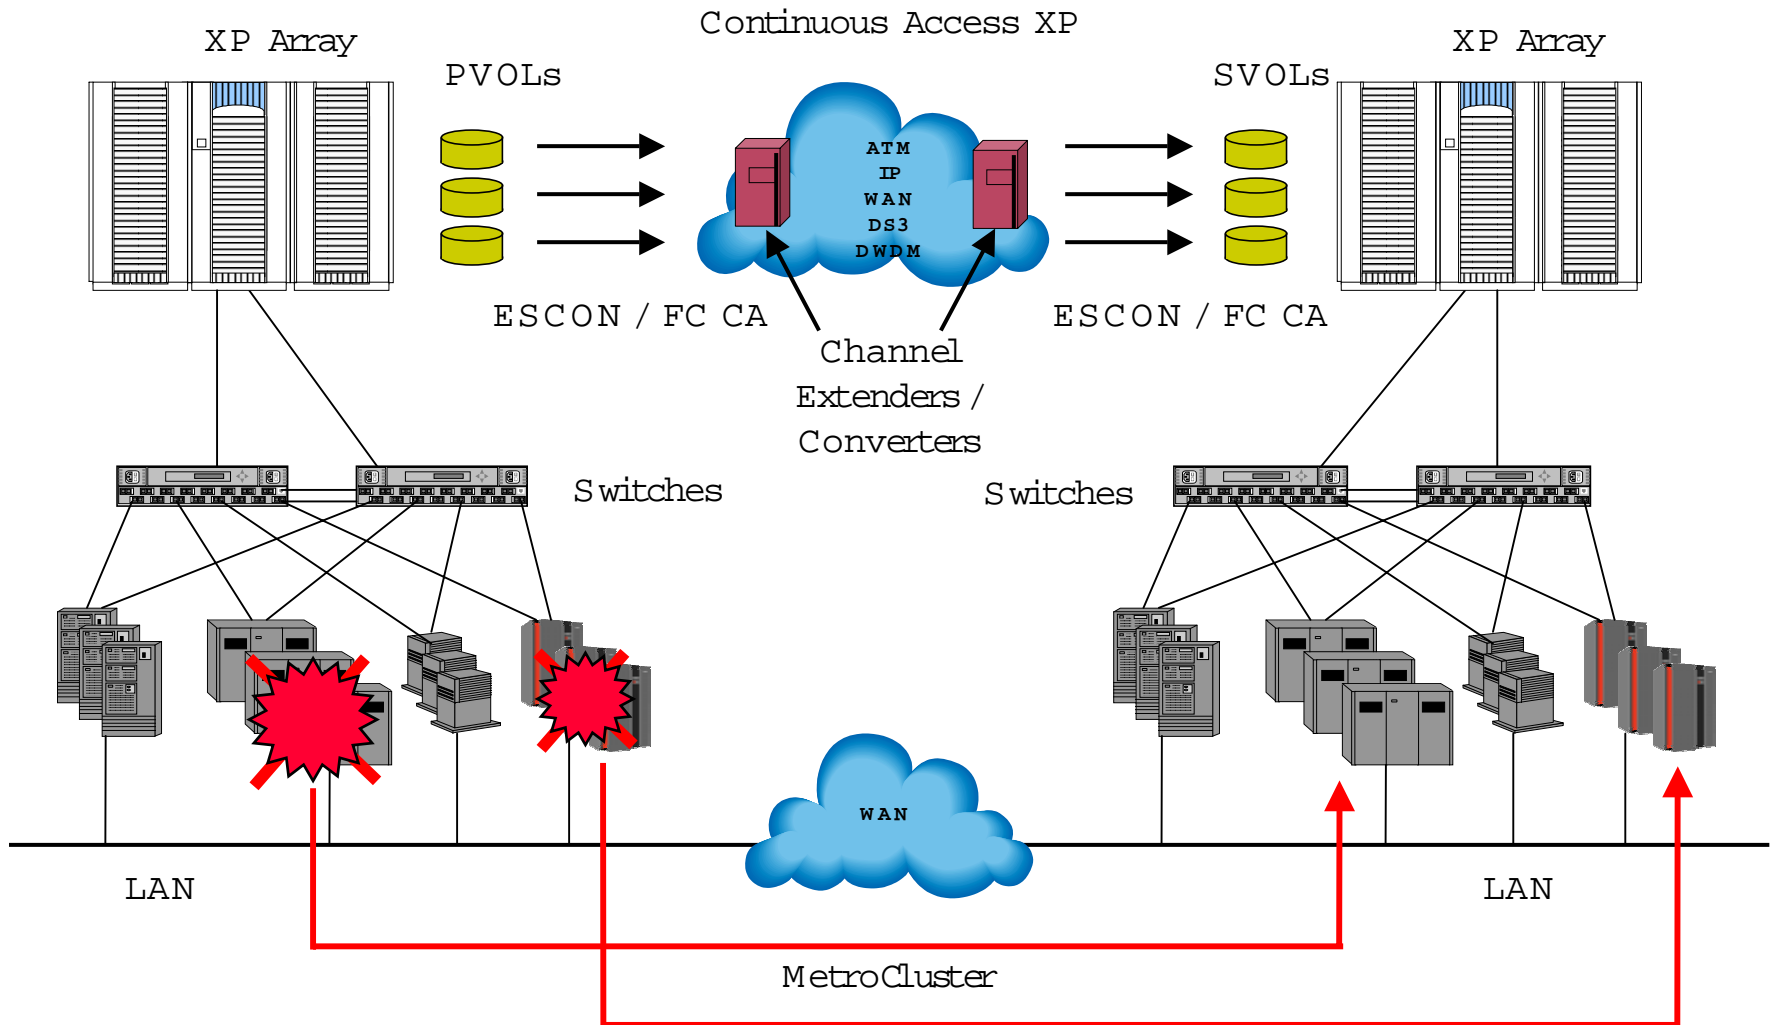 Continuous Access XP
XP Array
XP Array
PVOLs
SVOLs
ATM
IP
WAN
DS3
DWDM
ESCON / FC CA
ESCON / FC CA
Channel
Extenders /
Converters
Switches
Switches
WAN
LAN
LAN
MetroCluster